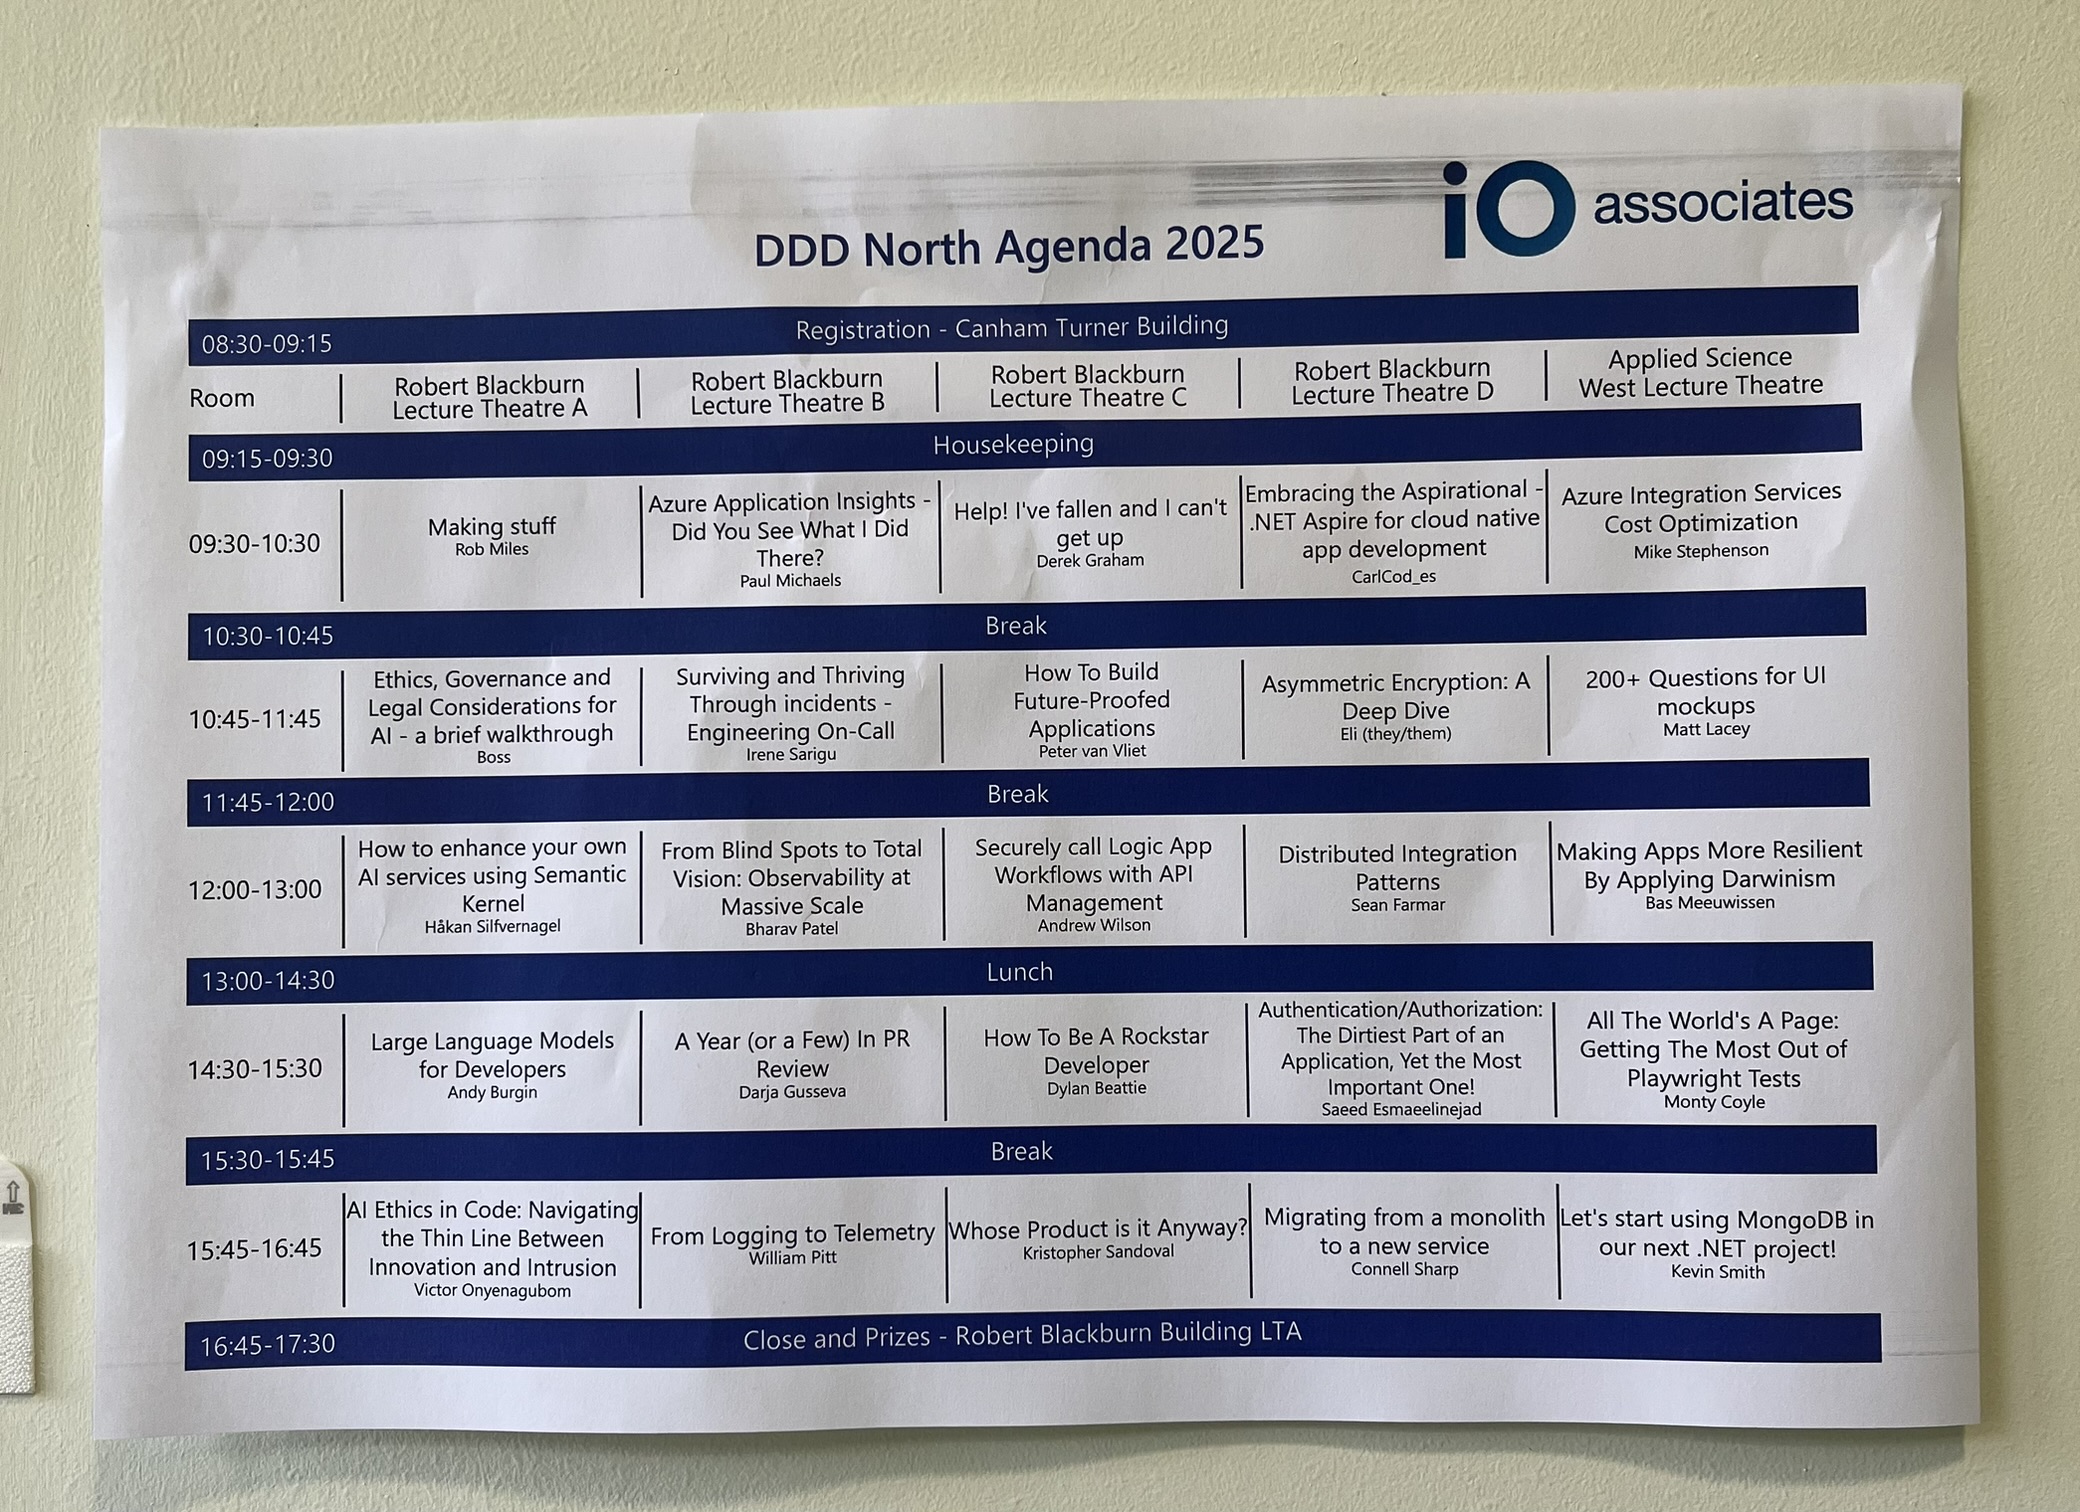 iO associates
DDD North Agenda 2025
08:30-09:15
Registration - Canham Turner Building
Room
Robert Blackburn
Lecture Theatre A
Robert Blackburn
Lecture Theatre B
Robert Blackburn
Lecture Theatre C
Robert Blackburn
Lecture Theatre D
Applied Science
West Lecture Theatre
09:15-09:30
Housekeeping
09:30-10:30
Making stuff
Rob Miles
Azure Application Insights -
Did You See What I Did
There?
Paul Michaels
Help! I've fallen and I can't
get up
Derek Graham
Embracing the Aspirational -
.NET Aspire for cloud native
app development
CarlCod_es
Azure Integration Services
Cost Optimization
Mike Stephenson
10:30-10:45
Break
10:45-11:45
Ethics, Governance and
Legal Considerations for
AI - a brief walkthrough
Boss
Surviving and Thriving
Through incidents -
Engineering On-Call
Irene Sarigu
How To Build
Future-Proofed
Applications
Peter van Vliet
Asymmetric Encryption: A
Deep Dive
Eli (they/them)
200+ Questions for UI
mockups
Matt Lacey
11:45-12:00
Break
12:00-13:00
How to enhance your own
AI services using Semantic
Kernel
Håkan Silfvernagel
From Blind Spots to Total
Vision: Observability at
Massive Scale
Bharav Patel
Securely call Logic App
Workflows with API
Management
Andrew Wilson
Distributed Integration
Patterns
Sean Farmar
Making Apps More Resilient
By Applying Darwinism
Bas Meeuwissen
13:00-14:30
Lunch
14:30-15:30
Large Language Models
for Developers
Andy Burgin
A Year (or a Few) In PR
Review
Darja Gusseva
How To Be A Rockstar
Developer
Dylan Beattie
Authentication/Authorization:
The Dirtiest Part of an
Application, Yet the Most
Important One!
Saeed Esmaeelinejad
All The World's A Page:
Getting The Most Out of
Playwright Tests
Monty Coyle
15:30-15:45
Break
15:45-16:45
AI Ethics in Code: Navigating
the Thin Line Between
Innovation and Intrusion
Victor Onyenagubom
From Logging to Telemetry
William Pitt
Whose Product is it Anyway?
Kristopher Sandoval
Migrating from a monolith
to a new service
Connell Sharp
Let's start using MongoDB in
our next .NET project!
Kevin Smith
16:45-17:30
Close and Prizes - Robert Blackburn Building LTA
3M